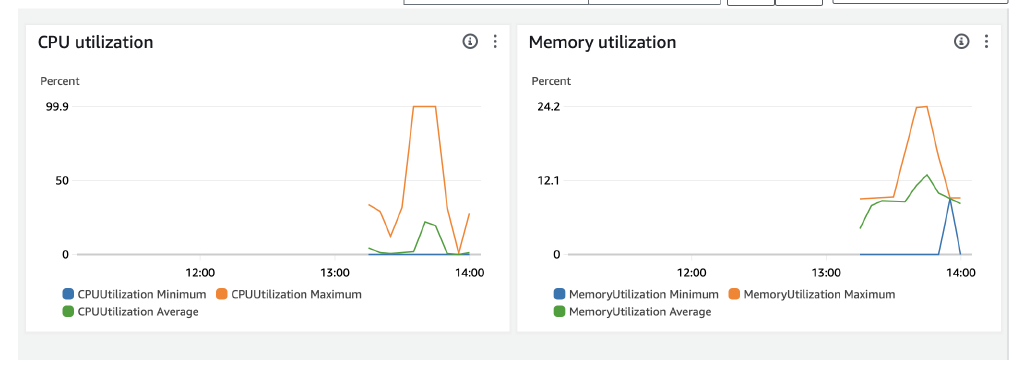 CPU utilization
Percent
99.9
50
0
12:00 13:00 14:00
CPUUtilization Minimum CPUUtilization Maximum
CPUUtilization Average
Memory utilization
Percent
24.2
12.1
0
12:00 13:00 14:00
MemoryUtilization Minimum MemoryUtilization Maximum
MemoryUtilization Average